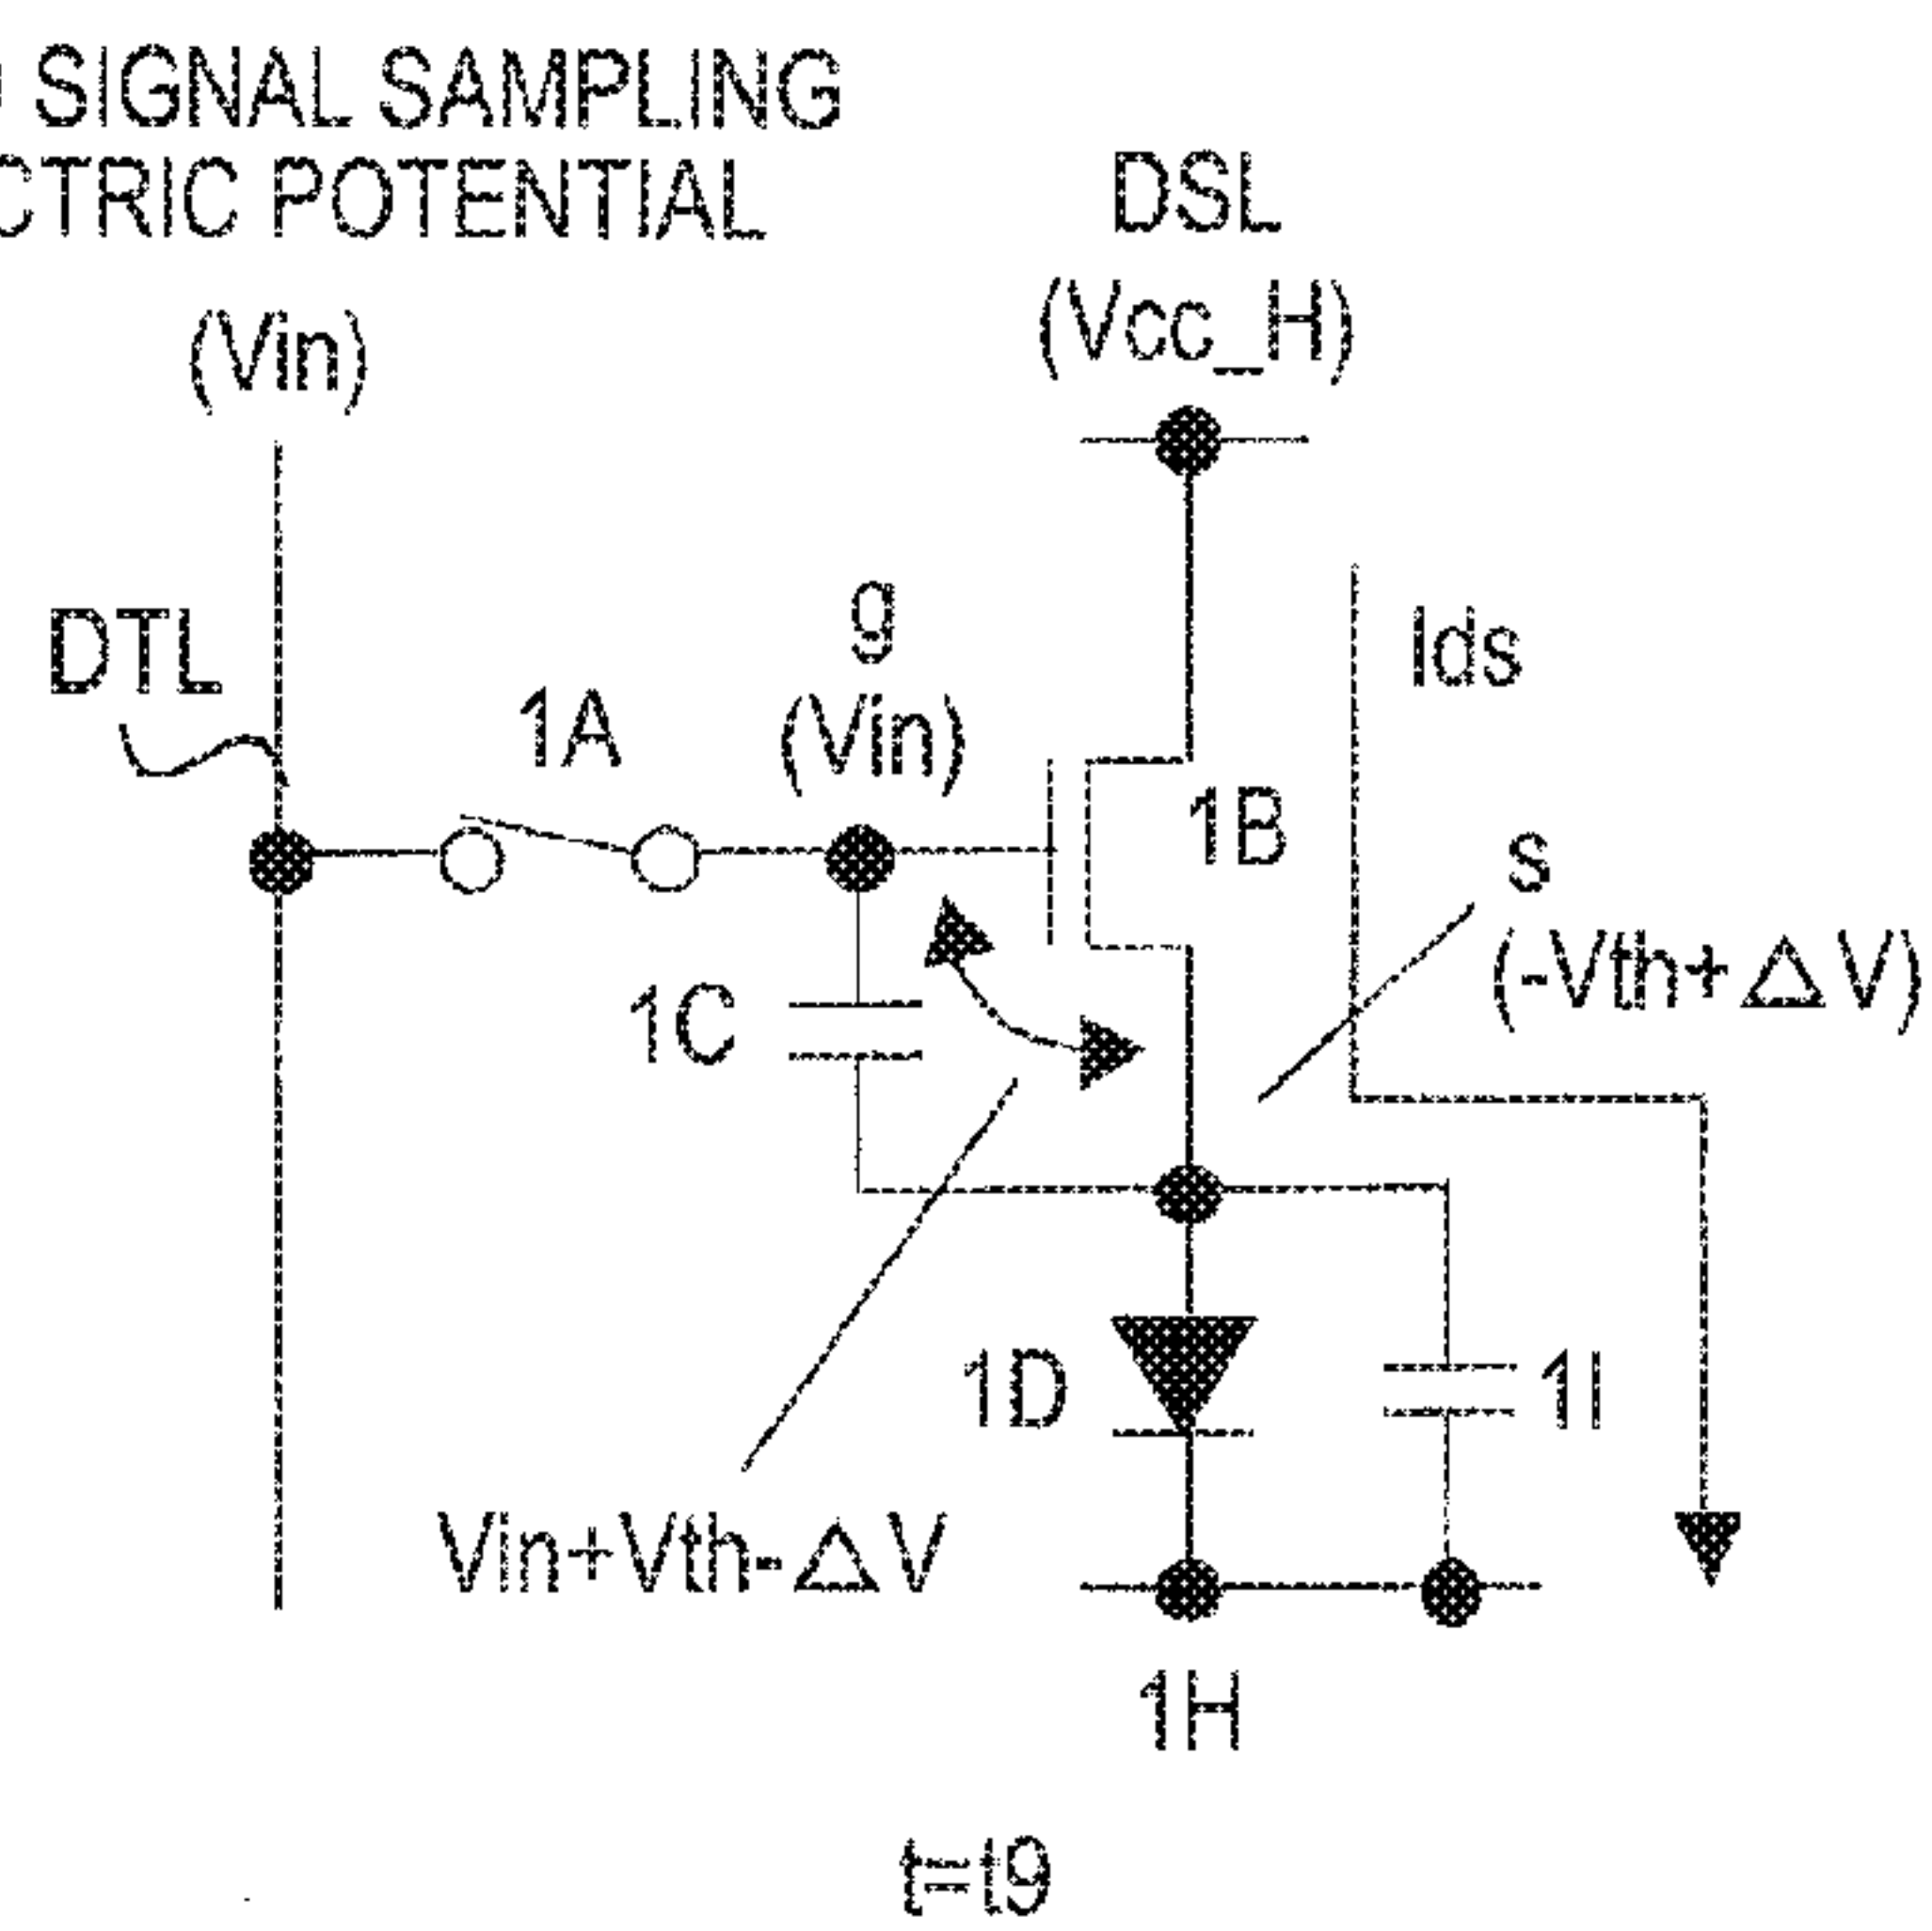 SIGNAL SAMPLING
CTRIC POTENTIAL
(Vin)
DSL
(Vcc_H)
DTL
1A
g
(Vin)
1B
Ids
s
(-Vth+△V)
1C
1D
1I
Vin+Vth-△V
1H
t=t9